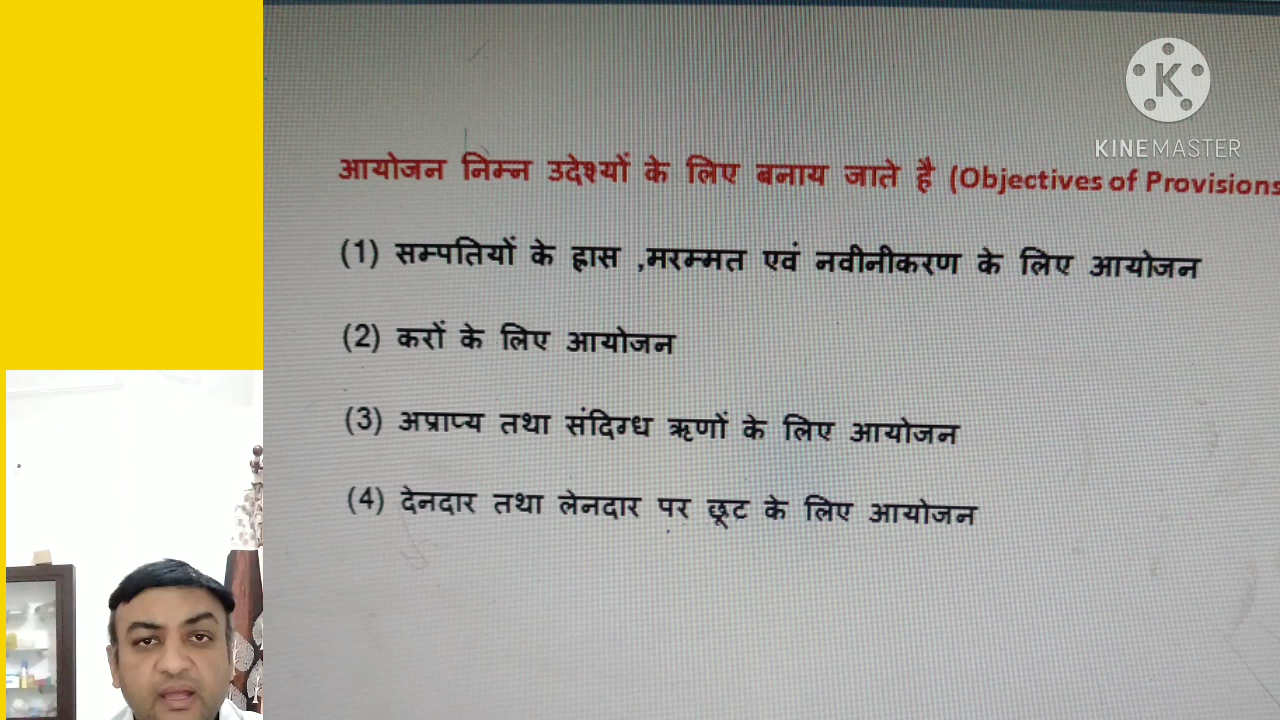 KINEMASTER
आयोजन निम्न उदेश्यों के लिए बनाय जाते है (Objectives of Provisions
(1) सम्पतियों के ह्रास ,मरम्मत एवं नवीनीकरण के लिए आयोजन
(2) करों के लिए आयोजन
(3) अप्राप्य तथा संदिग्ध ऋणों के लिए आयोजन
(4) देनदार तथा लेनदार पर छूट के लिए आयोजन